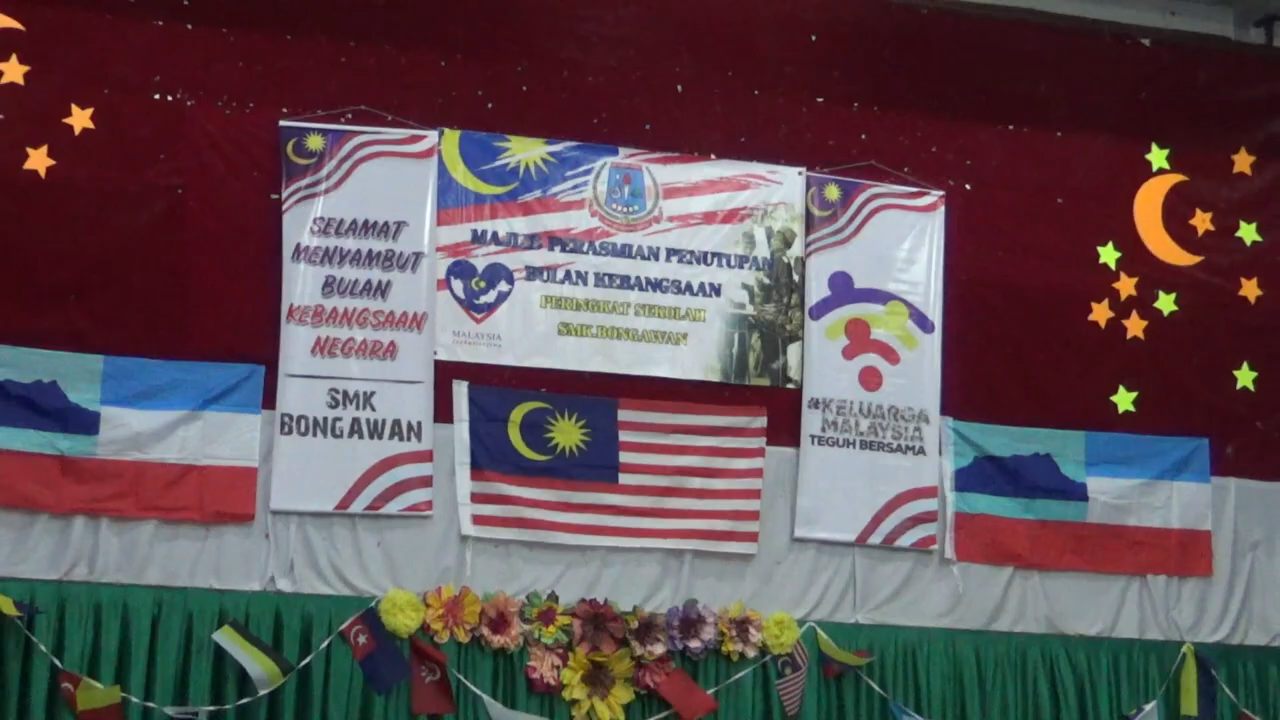 SELAMAT
MENYAMBUT
BULAN
KEBANGSAAN
NEGARA
SMK
BONGAWAN
MAJLIS PERASMIAN PENUTUPAN
BULAN KEBANGSAAN
PERINGKAT SEKOLAH
SMK.BONGAWAN
MALAYSIA
#KELUARGA
MALAYSIA
TEGUH BERSAMA